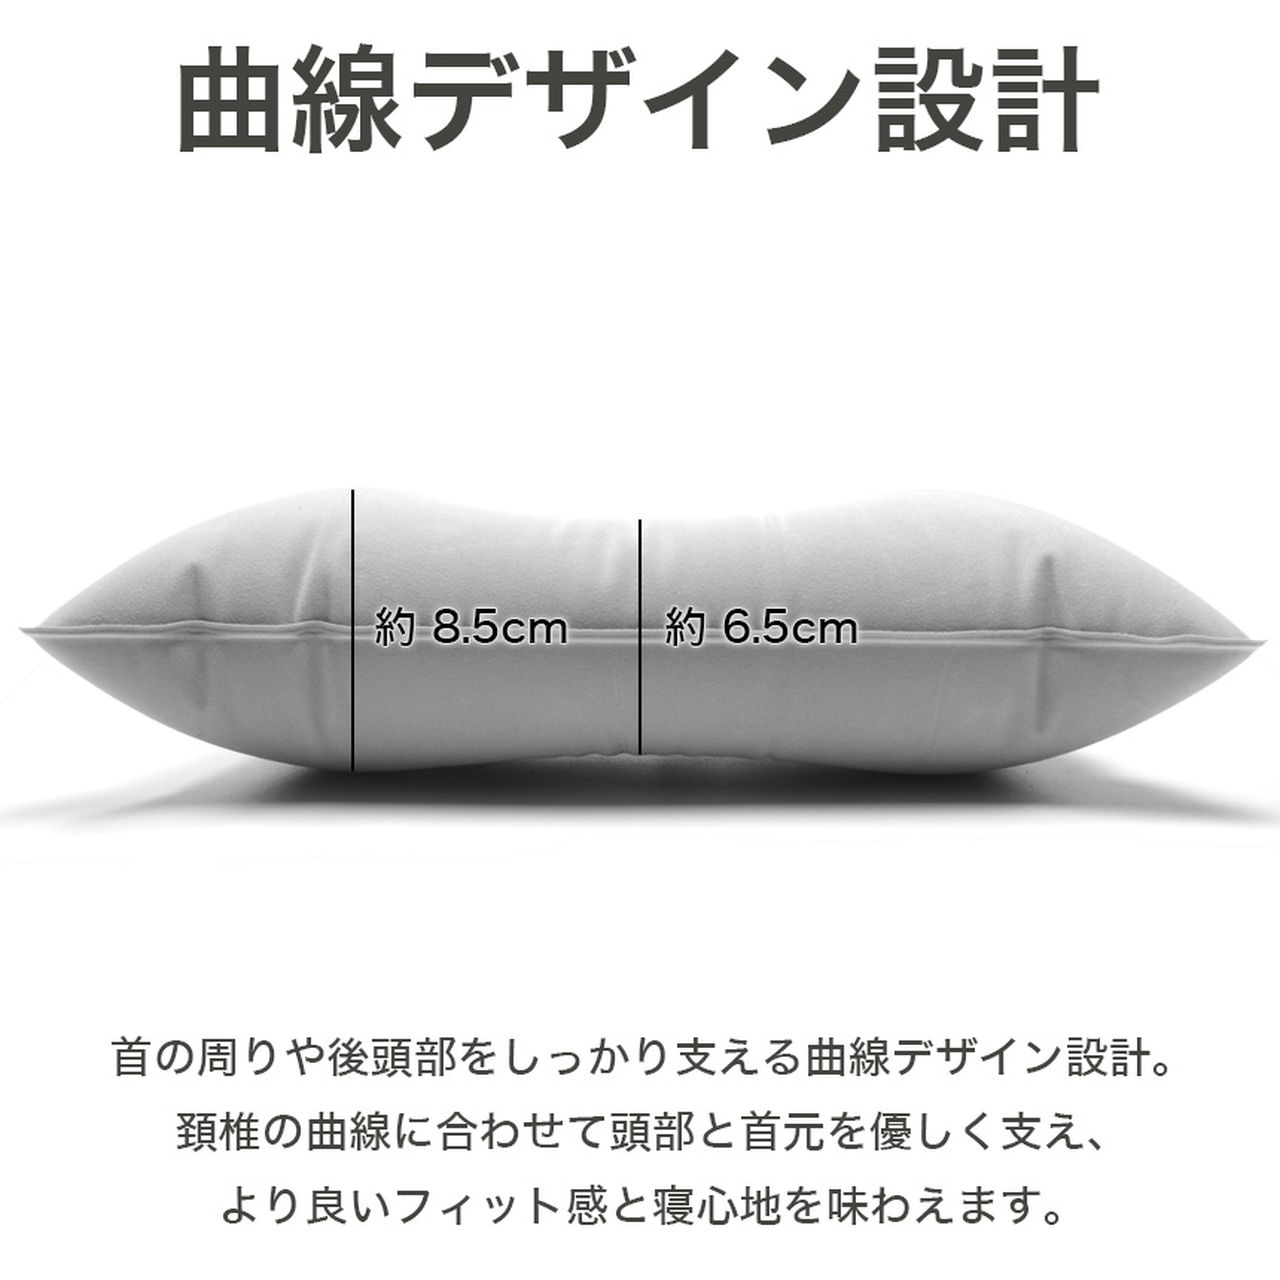 曲線デザイン設計
約 8.5cm
約 6.5cm
首の周りや後頭部をしっかり支える曲線デザイン設計。
頚椎の曲線に合わせて頭部と首元を優しく支え、
より良いフィット感と寝心地を味わえます。